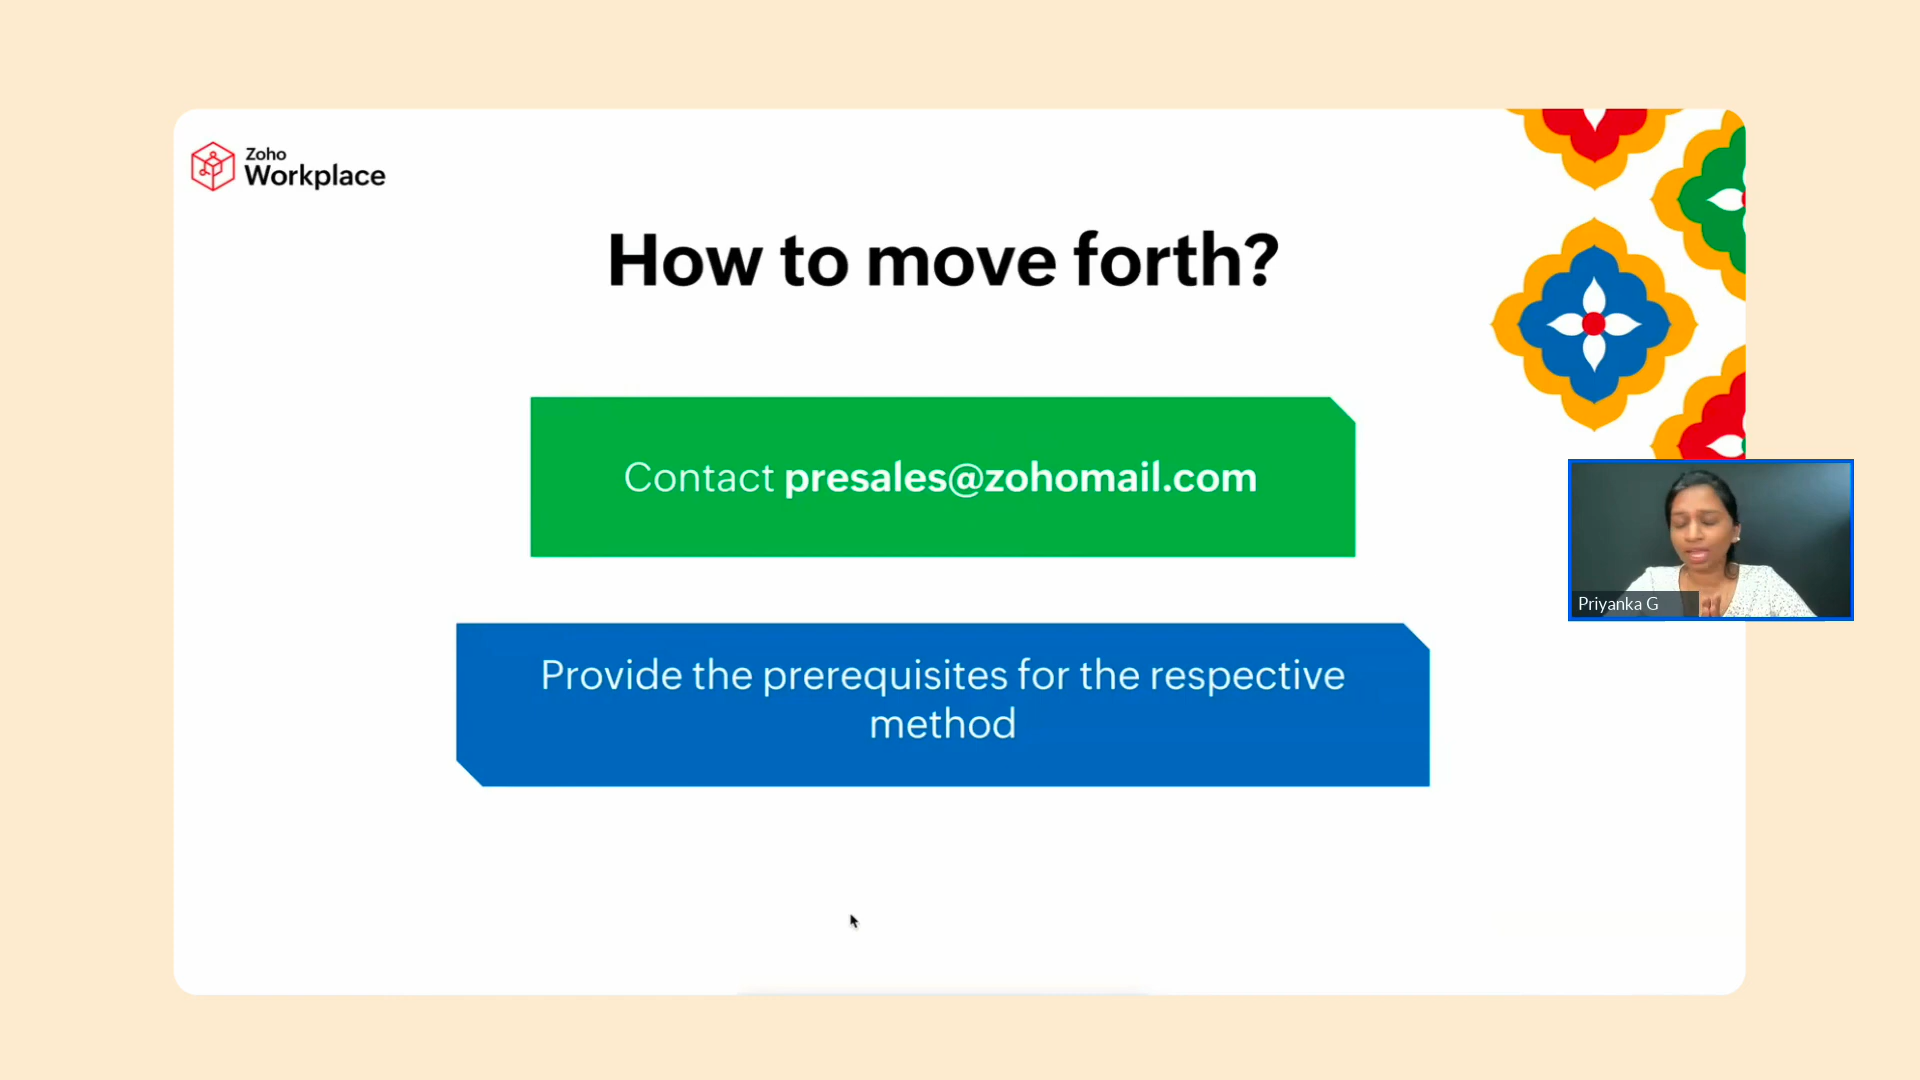 Zoho
Workplace
How to move forth?
Contact presales@zohomail.com
Provide the prerequisites for the respective
method
Priyanka G